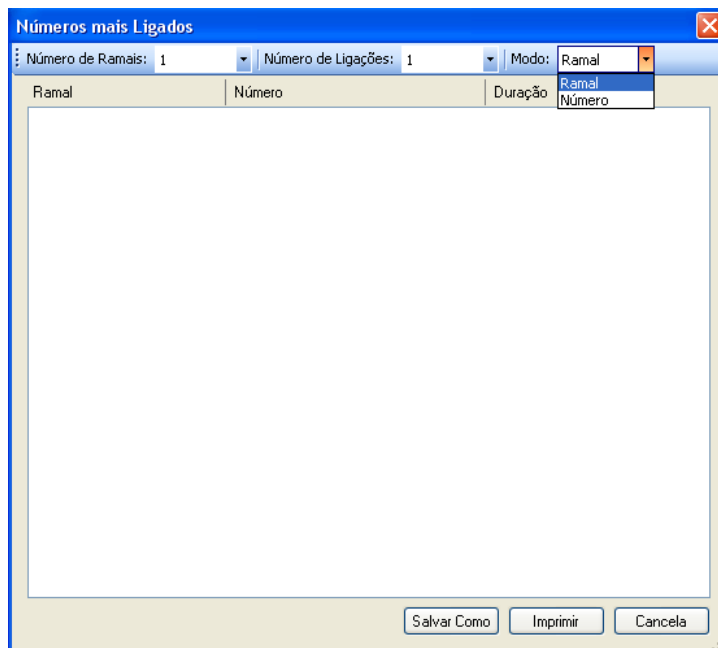 Números mais Ligados
Número de Ramais: 1 Número de Ligações: 1 Modo: Ramal
Ramal
Número
Ramal Número Duração
Salvar Como Imprimir Cancela